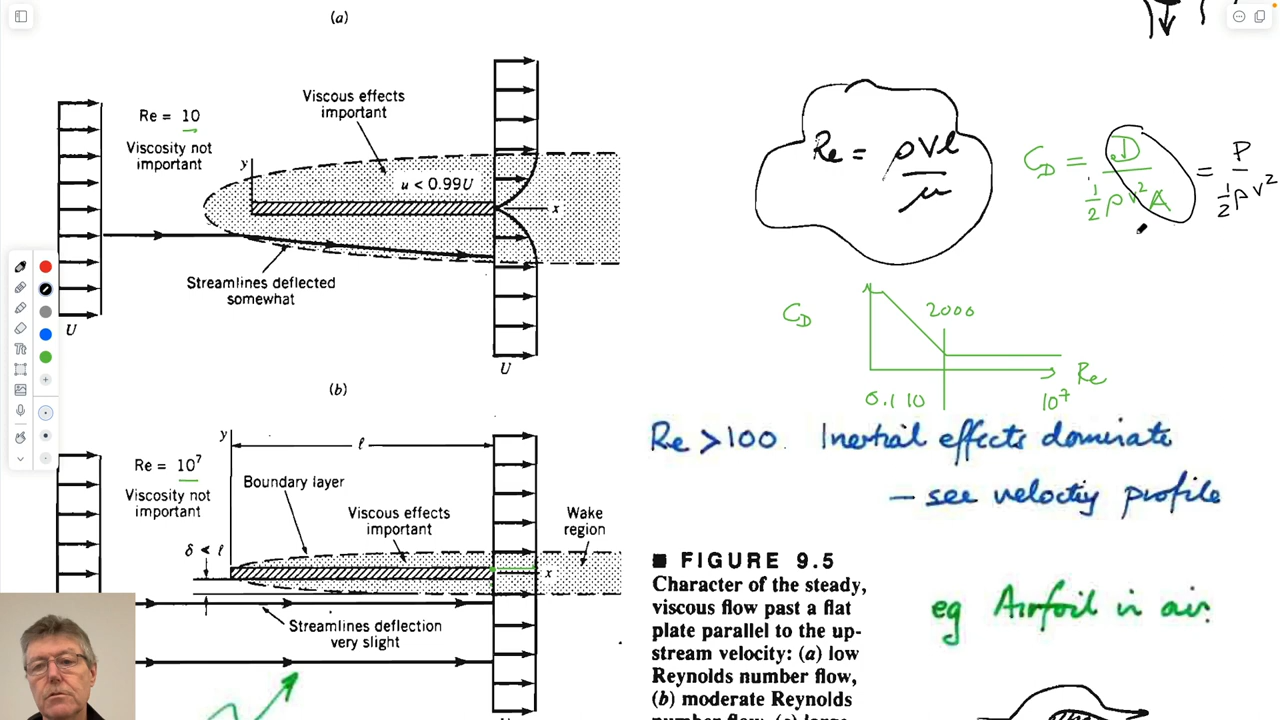 (a)
Re = 10
Viscosity not
important
Viscous effects
important
y
u < 0.99U
x
Streamlines deflected
somewhat
U
U
(b)
Re = ρVl / μ
C_D = D / ½ρV²A = P / ½ρV²
C_D
2000
Re
0.1 10
10⁷
Re >100. Inertial effects dominate
– see veloctiy profile
y
l
Re = 10⁷
Viscosity not
important
Boundary layer
Viscous effects
important
Wake
region
δ < l
x
Streamlines deflection
very slight
■ FIGURE 9.5
Character of the steady,
viscous flow past a flat
plate parallel to the up-
stream velocity: (a) low
Reynolds number flow,
(b) moderate Reynolds
number flow, (c) large
eg Airfoil in air.